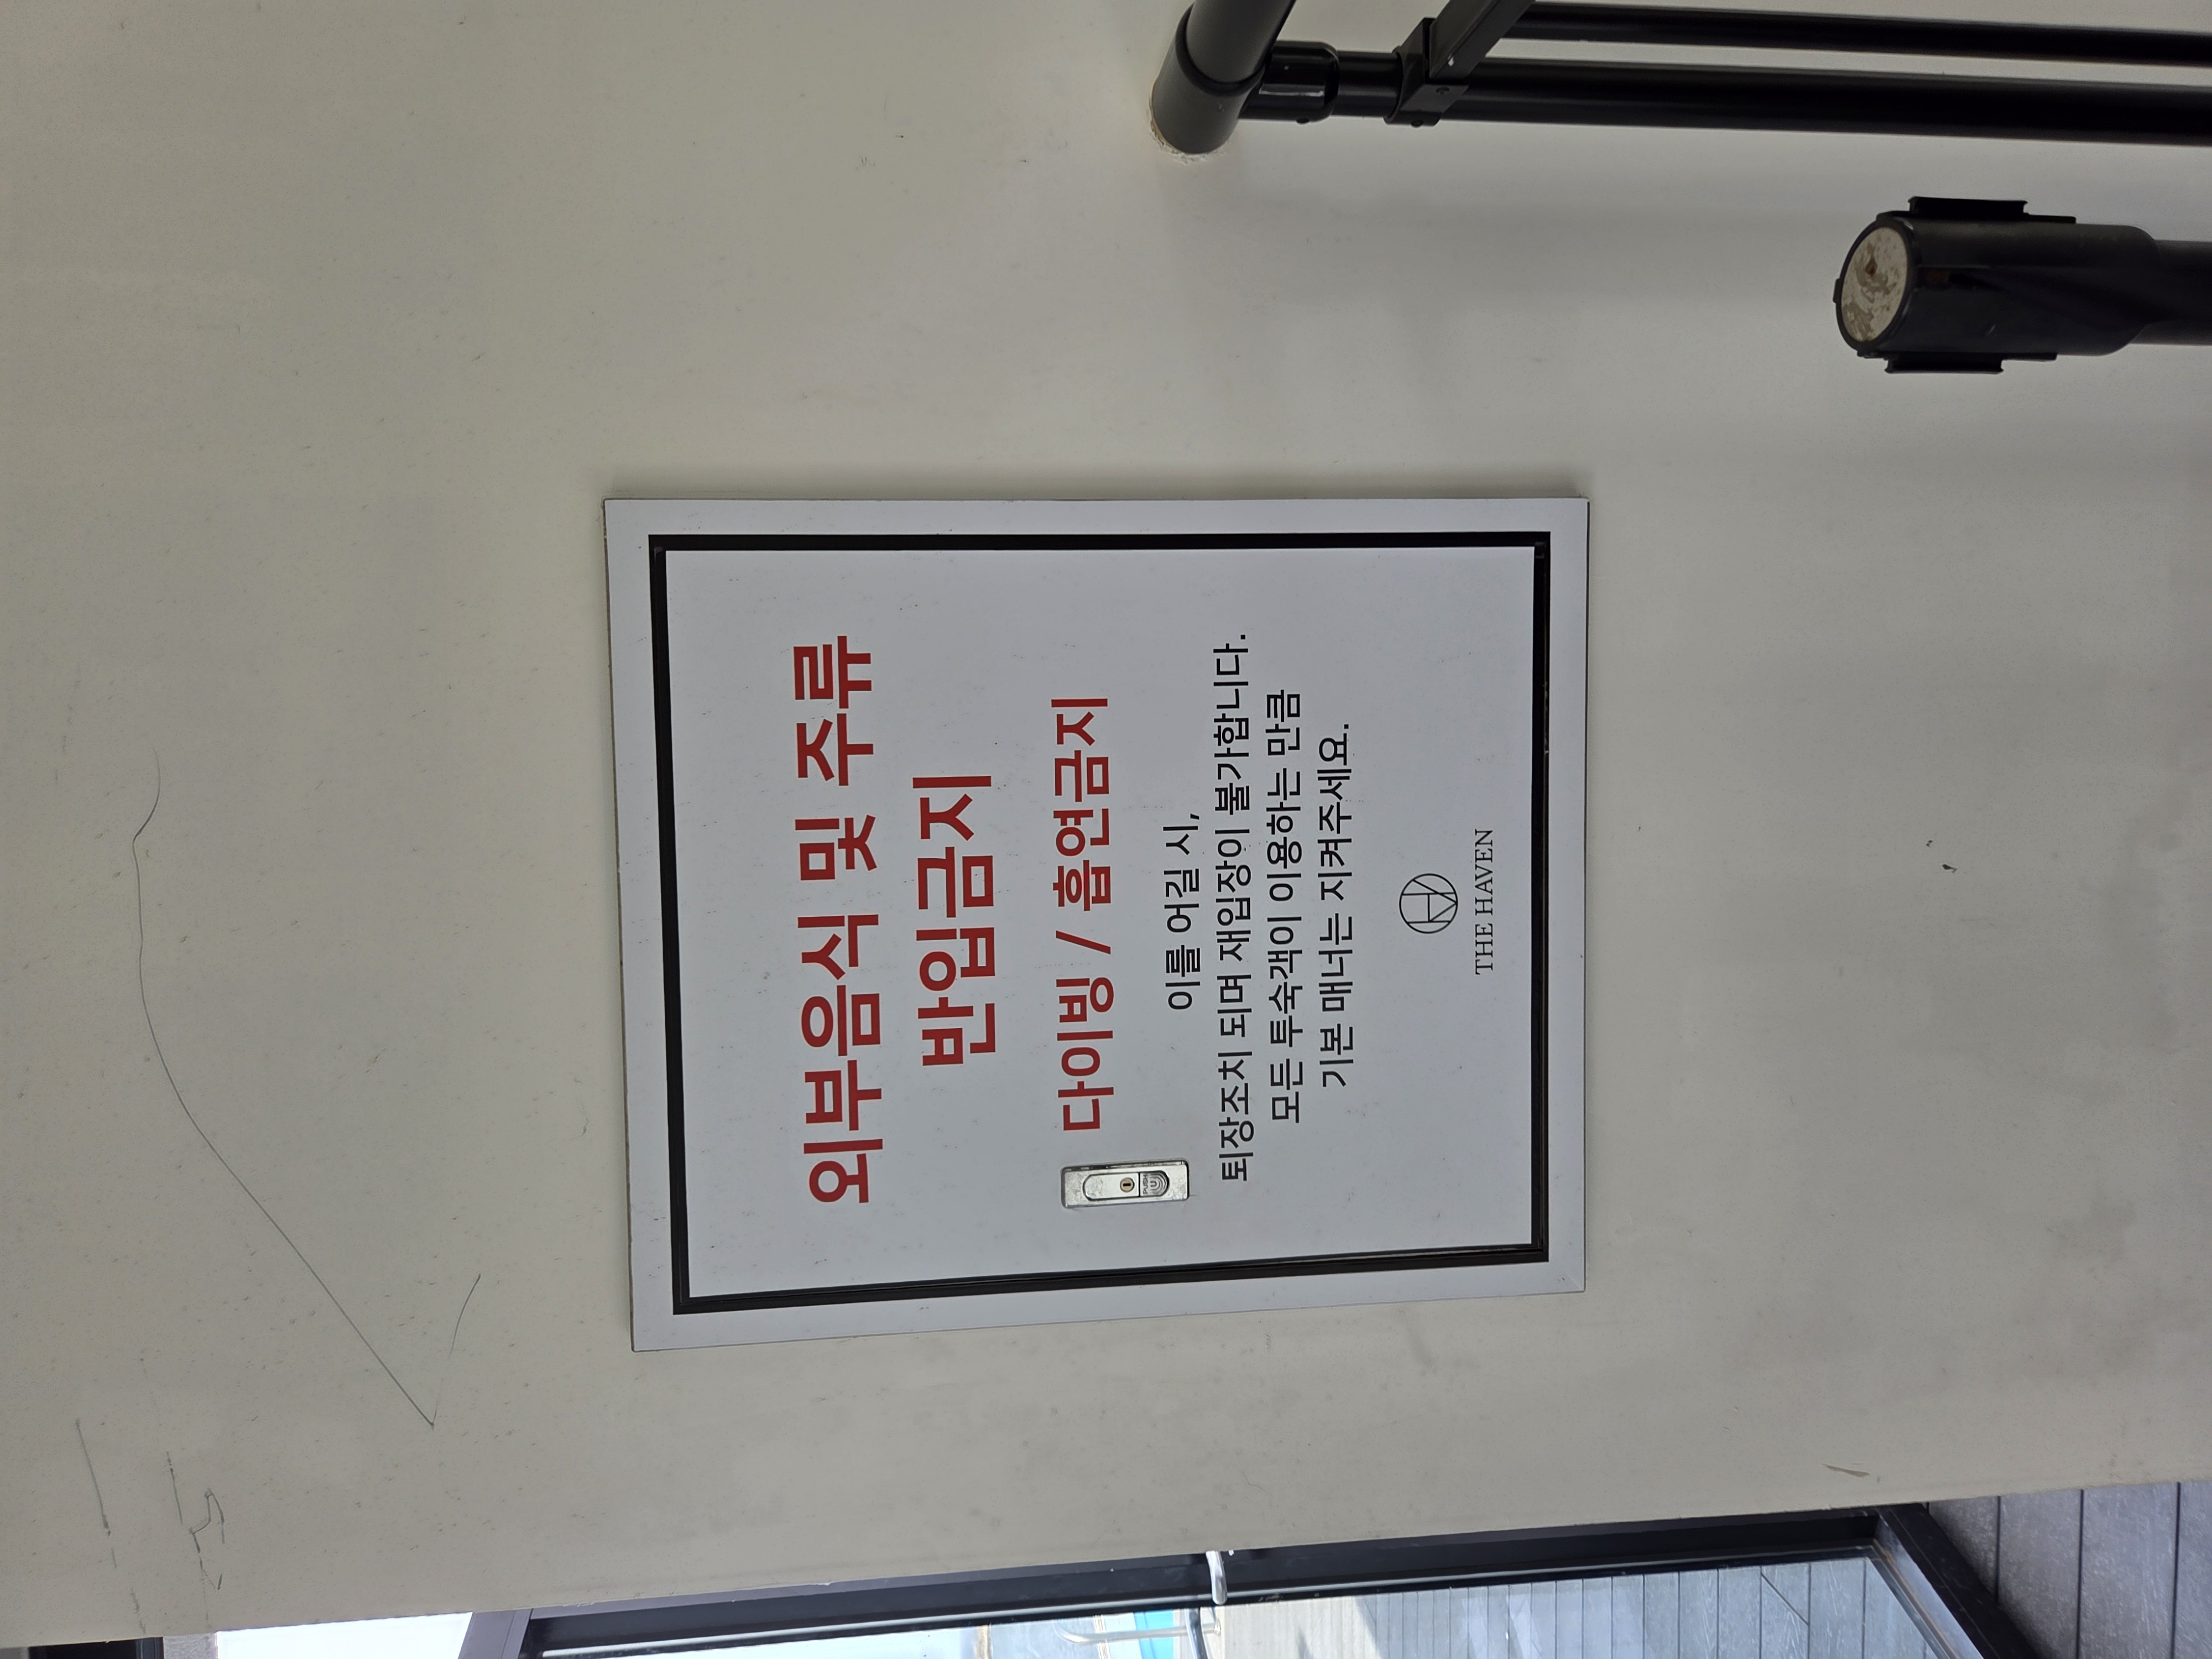 외부음식 및 주류
반입금지
다이빙 / 흡연금지
이를 어길 시,
퇴장조치 되며 재입장이 불가합니다.
모든 투숙객이 이용하는 만큼
기본 매너는 지켜주세요.
THE HAVEN
PUSH